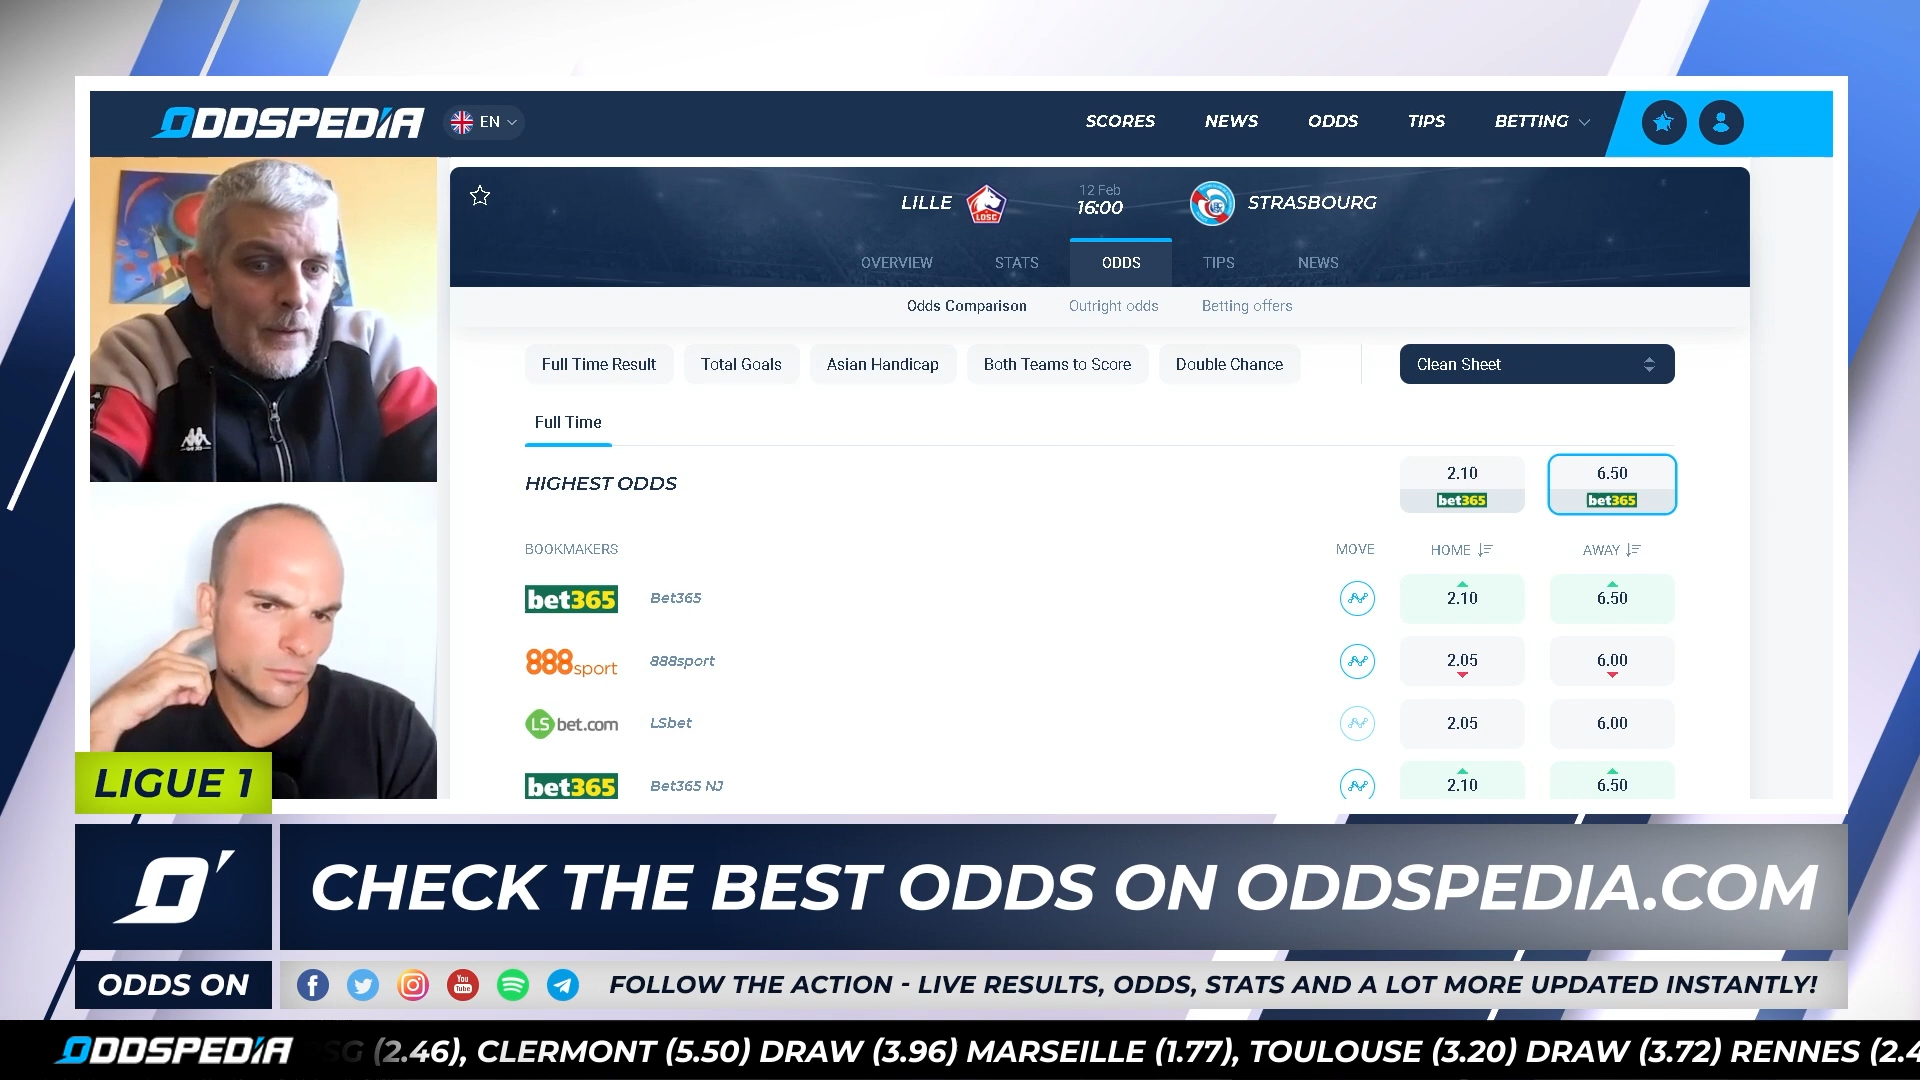 ODDSPEDIA
EN
SCORES NEWS ODDS TIPS BETTING
LILLE
LOSC
12 Feb
16:00
STRASBOURG
OVERVIEW STATS ODDS TIPS NEWS
Odds Comparison Outright odds Betting offers
Full Time Result Total Goals Asian Handicap Both Teams to Score Double Chance Clean Sheet
Full Time
HIGHEST ODDS
2.10 6.50
bet365 bet365
BOOKMAKERS MOVE HOME AWAY
bet365 Bet365 2.10 6.50
888sport 888sport 2.05 6.00
LSbet.com LSbet 2.05 6.00
bet365 Bet365 NJ 2.10 6.50
LIGUE 1
O'
CHECK THE BEST ODDS ON ODDSPEDIA.COM
ODDS ON
You Tube
FOLLOW THE ACTION - LIVE RESULTS, ODDS, STATS AND A LOT MORE UPDATED INSTANTLY!
ODDSPEDIA
(2.46), CLERMONT (5.50) DRAW (3.96) MARSEILLE (1.77), TOULOUSE (3.20) DRAW (3.72) RENNES (2.4